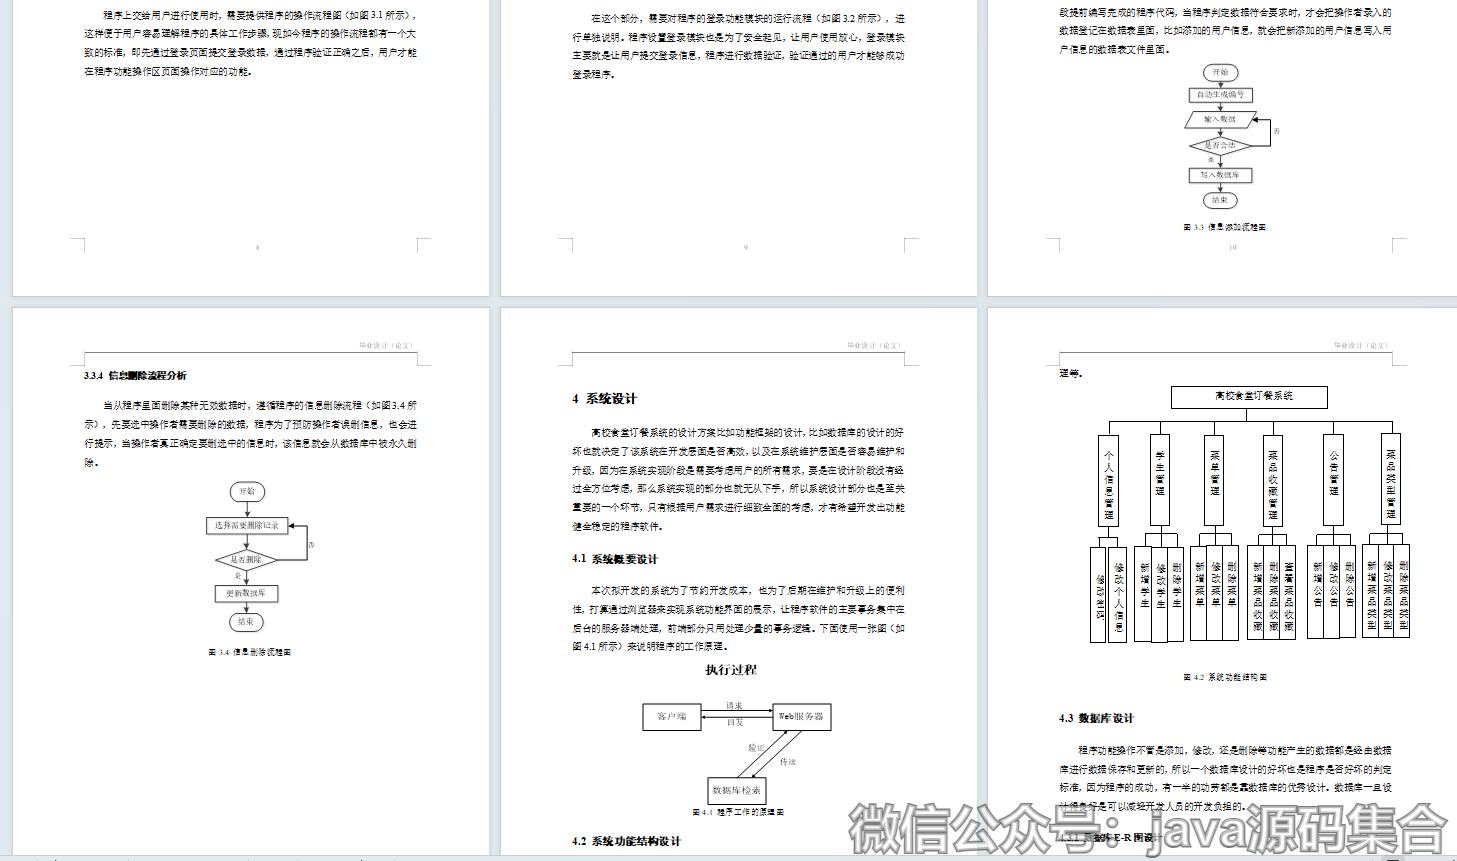 程序上交给用户进行使用时，需要提供程序的操作流程图（如图 3.1 所示），
这样便于用户容易理解程序的具体工作步骤，现如今程序的操作流程都有一个大
致的标准，即先通过登录页面提交登录数据，通过程序验证正确之后，用户才能
在程序功能操作区页面操作对应的功能。
8
在这个部分，需要对程序的登录功能模块的运行流程（如图 3.2 所示），进
行单独说明。程序设置登录模块也是为了安全起见，让用户使用放心，登录模块
主要就是让用户提交登录信息，程序进行数据验证，验证通过的用户才能够成功
登录程序。
9
段提前编写完成的程序代码，当程序判定数据符合要求时，才会把操作者录入的
数据登记在数据表里面，比如添加的用户信息，就会把新添加的用户信息写入用
户信息的数据表文件里面。
开始
自动生成编号
输入数据
否
是否合法
是
写入数据库
结束
图 3.3 信息添加流程图
10
毕业设计（论文）
3.3.4 信息删除流程分析
当从程序里面删除某种无效数据时，遵循程序的信息删除流程（如图 3.4 所
示），先要选中操作者需要删除的数据，程序为了预防操作者误删信息，也会进
行提示，当操作者真正确定要删选中的信息时，该信息就会从数据库中被永久删
除。
开始
选择需要删除记录
否
是否删除
是
更新数据库
结束
图 3.4 信息删除流程图
毕业设计（论文）
4 系统设计
高校食堂订餐系统的设计方案比如功能框架的设计，比如数据库的设计的好
坏也就决定了该系统在开发层面是否高效，以及在系统维护层面是否容易维护和
升级，因为在系统实现阶段是需要考虑用户的所有需求，要是在设计阶段没有经
过全方位考虑，那么系统实现的部分也就无从下手，所以系统设计部分也是至关
重要的一个环节，只有根据用户需求进行细致全面的考虑，才有希望开发出功能
健全稳定的程序软件。
4.1 系统概要设计
本次拟开发的系统为了节约开发成本，也为了后期在维护和升级上的便利
性，打算通过浏览器来实现系统功能界面的展示，让程序软件的主要事务集中在
后台的服务器端处理，前端部分只用处理少量的事务逻辑。下面使用一张图（如
图 4.1 所示）来说明程序的工作原理。
执行过程
客户端
请求
回发
Web服务器
验证
传送
数据库检索
图 4.1 程序工作的原理图
4.2 系统功能结构设计
毕业设计（论文）
理等。
高校食堂订餐系统
个人信息管理
学生管理
菜单管理
菜品收藏管理
公告管理
菜品类型管理
修改密码
修改个人信息
新增学生
修改学生
删除学生
新增菜单
修改菜单
删除菜单
新增菜品收藏
删除菜品收藏
查看菜品收藏
新增公告
修改公告
删除公告
新增菜品类型
修改菜品类型
删除菜品类型
图 4.2 系统功能结构图
4.3 数据库设计
程序功能操作不管是添加，修改，还是删除等功能产生的数据都是经由数据
库进行数据保存和更新的，所以一个数据库设计的好坏也是程序是否好坏的判定
标准，因为程序的成功，有一半的功劳都是靠数据库的优秀设计。数据库一旦设
计得良好是可以减轻开发人员的开发负担的。
4.3.1 数据库 E-R 图设计
微信公众号：java源码集合